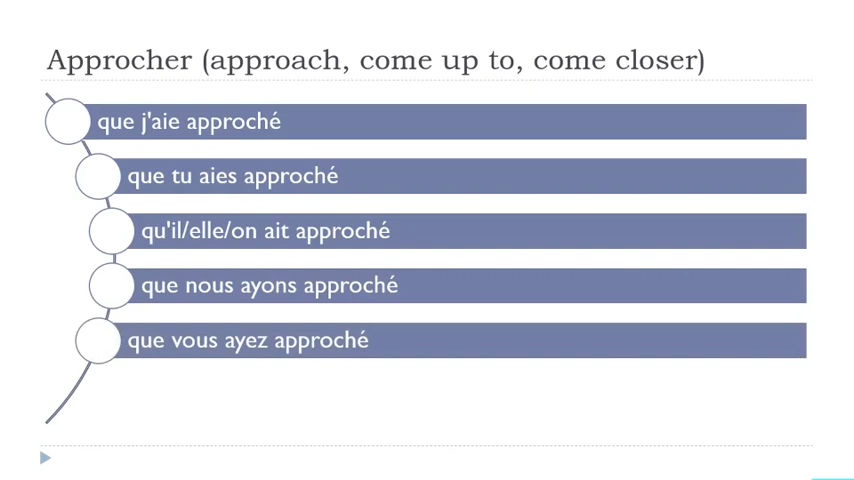 Approcher (approach, come up to, come closer)
que j'aie approché
que tu aies approché
qu'il/elle/on ait approché
que nous ayons approché
que vous ayez approché